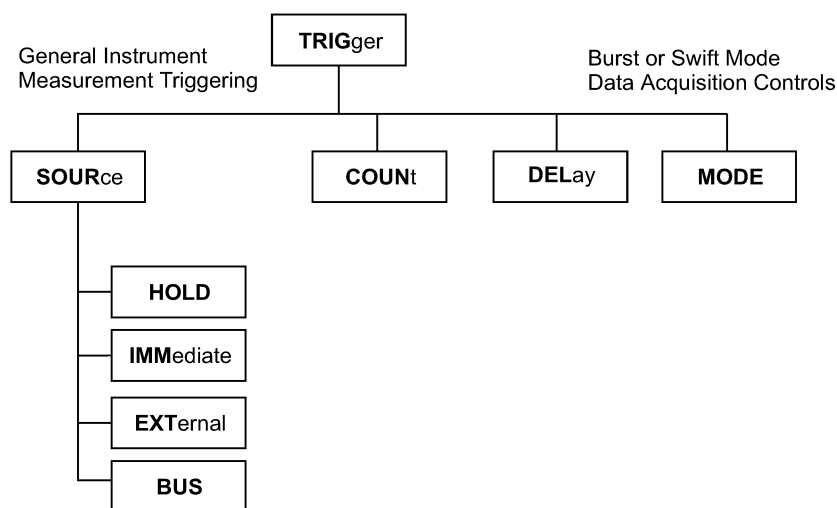 TRIGger
General Instrument
Measurement Triggering
Burst or Swift Mode
Data Acquisition Controls
SOURce
COUNt
DELay
MODE
HOLD
IMMediate
EXTernal
BUS